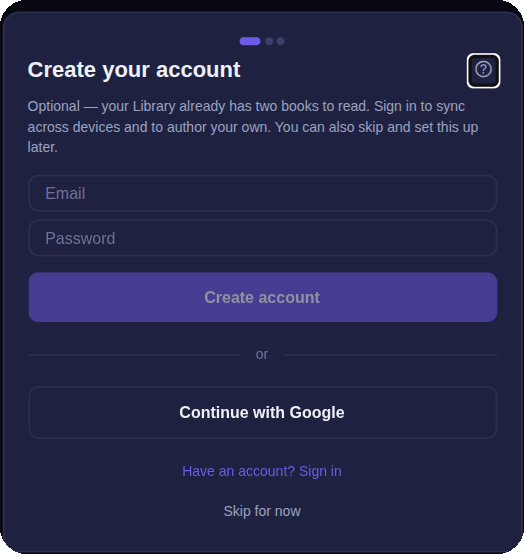 Create your account
?
Optional — your Library already has two books to read. Sign in to sync
across devices and to author your own. You can also skip and set this up
later.
Email
Password
Create account
or
Continue with Google
Have an account? Sign in
Skip for now